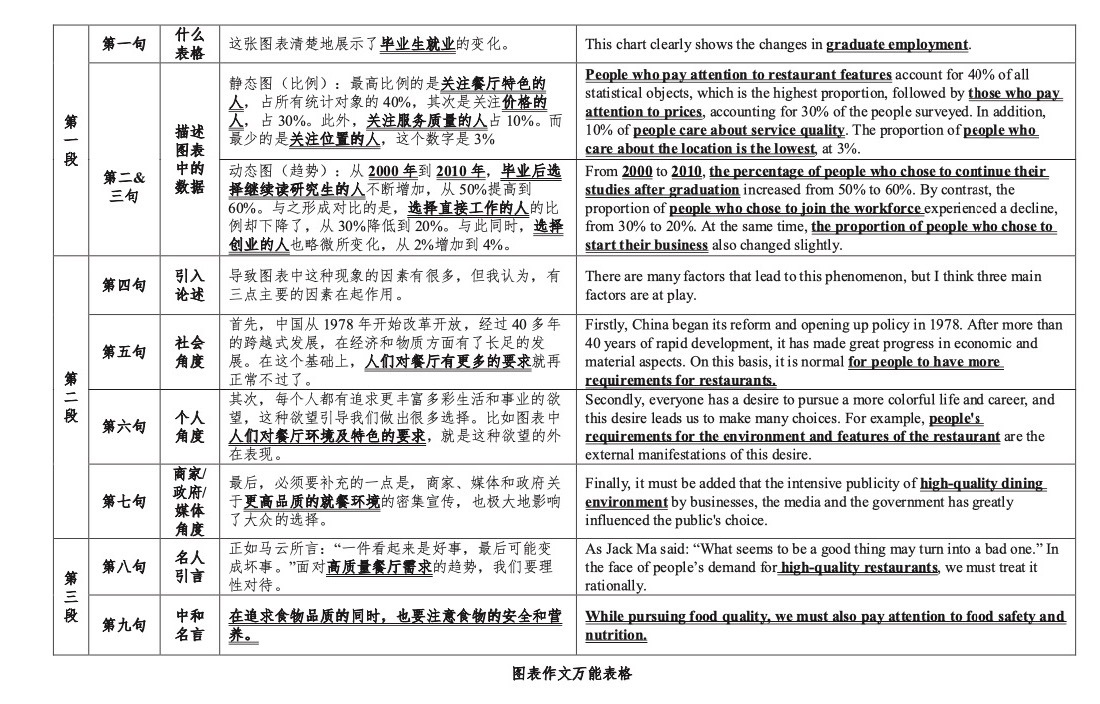 第一段
第一句
什么
表格
这张图表清楚地展示了毕业生就业的变化。
This chart clearly shows the changes in graduate employment.
第二&
三句
描述
图表
中的
数据
静态图（比例）：最高比例的是关注餐厅特色的
人，占所有统计对象的 40%，其次是关注价格的
人，占 30%。此外，关注服务质量的人占 10%。而
最少的是关注位置的人，这个数字是 3%
People who pay attention to restaurant features account for 40% of all
statistical objects, which is the highest proportion, followed by those who pay
attention to prices, accounting for 30% of the people surveyed. In addition,
10% of people care about service quality. The proportion of people who
care about the location is the lowest, at 3%.
动态图（趋势）：从 2000 年到 2010 年，毕业后选
择继续读研究生的人不断增加，从 50%提高到
60%。与之形成对比的是，选择直接工作的人的比
例却下降了，从 30%降低到 20%。与此同时，选择
创业的人也略微所变化，从 2%增加到 4%。
From 2000 to 2010, the percentage of people who chose to continue their
studies after graduation increased from 50% to 60%. By contrast, the
proportion of people who chose to join the workforce experienced a decline,
from 30% to 20%. At the same time, the proportion of people who chose to
start their business also changed slightly.
第二段
第四句
引入
论述
导致图表中这种现象的因素有很多，但我认为，有
三点主要的因素在起作用。
There are many factors that lead to this phenomenon, but I think three main
factors are at play.
第五句
社会
角度
首先，中国从 1978 年开始改革开放，经过 40 多年
的跨越式发展，在经济和物质方面有了长足的发
展。在这个基础上，人们对餐厅有更多的要求就再
正常不过了。
Firstly, China began its reform and opening up policy in 1978. After more than
40 years of rapid development, it has made great progress in economic and
material aspects. On this basis, it is normal for people to have more
requirements for restaurants.
第六句
个人
角度
其次，每个人都有追求更丰富多彩生活和事业的欲
望，这种欲望引导我们做出很多选择。比如图表中
人们对餐厅环境及特色的要求，就是这种欲望的外
在表现。
Secondly, everyone has a desire to pursue a more colorful life and career, and
this desire leads us to make many choices. For example, people's
requirements for the environment and features of the restaurant are the
external manifestations of this desire.
第七句
商家/
政府/
媒体
角度
最后，必须要补充的一点是，商家、媒体和政府关
于更高品质的就餐环境的密集宣传，也极大地影响
了大众的选择。
Finally, it must be added that the intensive publicity of high-quality dining
environment by businesses, the media and the government has greatly
influenced the public's choice.
第三段
第八句
名人
引言
正如马云所言：“一件看起来是好事，最后可能变
成坏事。”面对高质量餐厅需求的趋势，我们要理
性对待。
As Jack Ma said: “What seems to be a good thing may turn into a bad one.” In
the face of people’s demand for high-quality restaurants, we must treat it
rationally.
第九句
中和
名言
在追求食物品质的同时，也要注意食物的安全和营
养。
While pursuing food quality, we must also pay attention to food safety and
nutrition.
图表作文万能表格